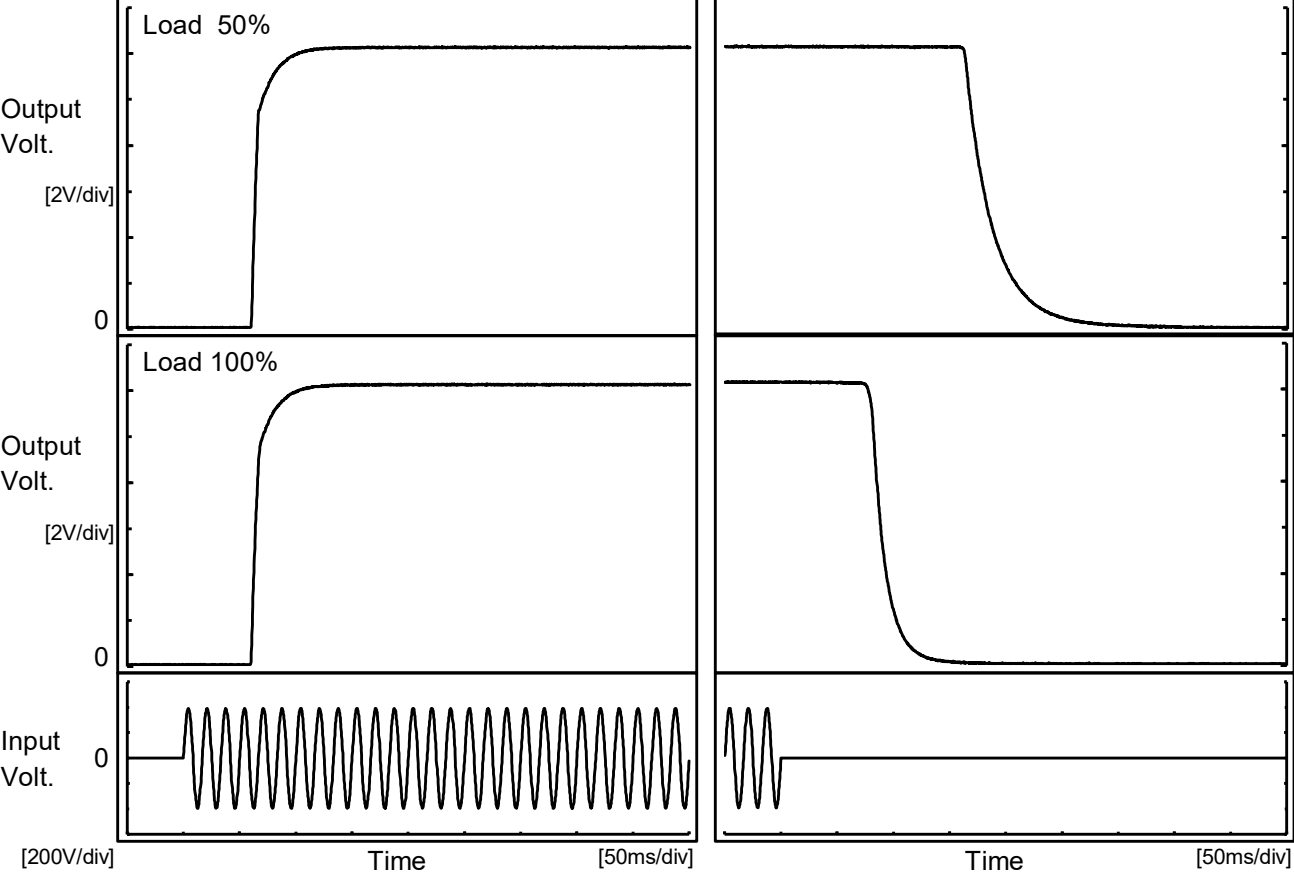 Load 50%
Output
Volt.
[2V/div]
0
Load 100%
Output
Volt.
[2V/div]
0
Input
Volt.
0
[200V/div]
Time
[50ms/div]
Time
[50ms/div]